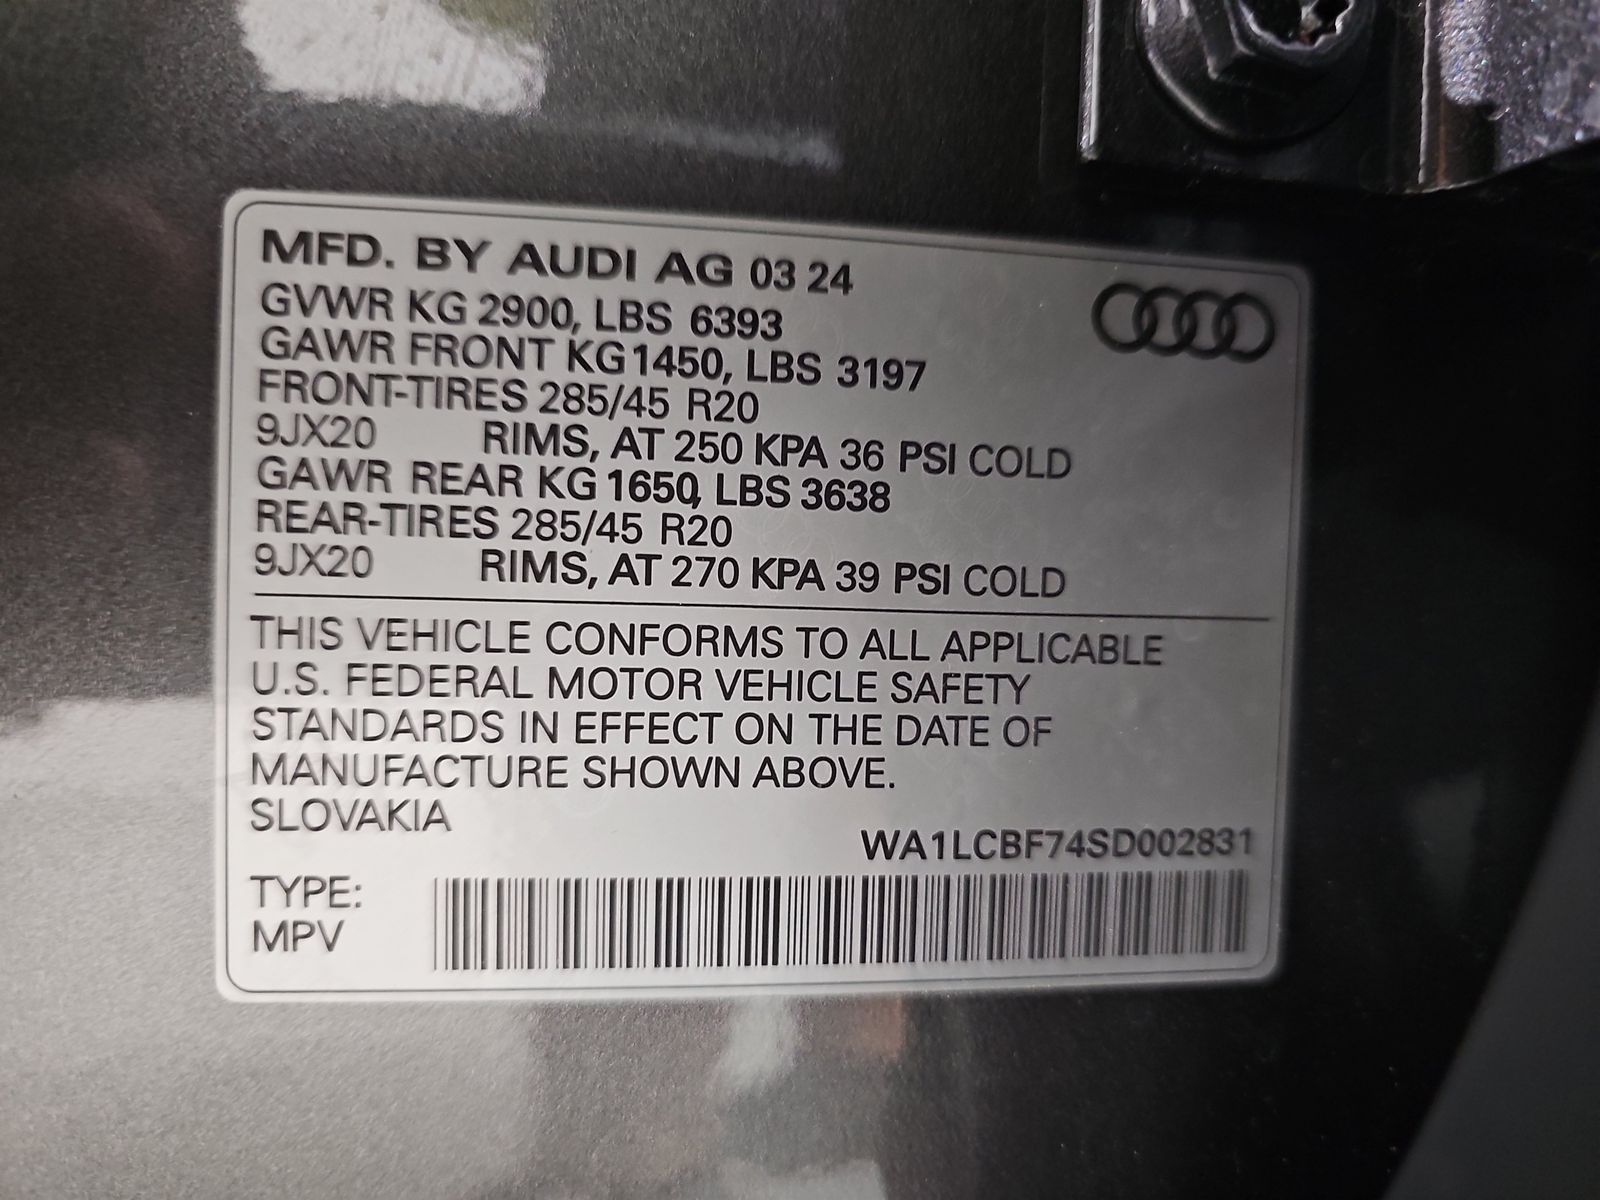 MFD. BY AUDI AG 03 24
GVWR KG 2900, LBS 6393
GAWR FRONT KG 1450, LBS 3197
FRONT-TIRES 285/45 R20
9JX20 RIMS, AT 250 KPA 36 PSI COLD
GAWR REAR KG 1650, LBS 3638
REAR-TIRES 285/45 R20
9JX20 RIMS, AT 270 KPA 39 PSI COLD
THIS VEHICLE CONFORMS TO ALL APPLICABLE
U.S. FEDERAL MOTOR VEHICLE SAFETY
STANDARDS IN EFFECT ON THE DATE OF
MANUFACTURE SHOWN ABOVE.
SLOVAKIA
WA1LCBF74SD002831
TYPE:
MPV